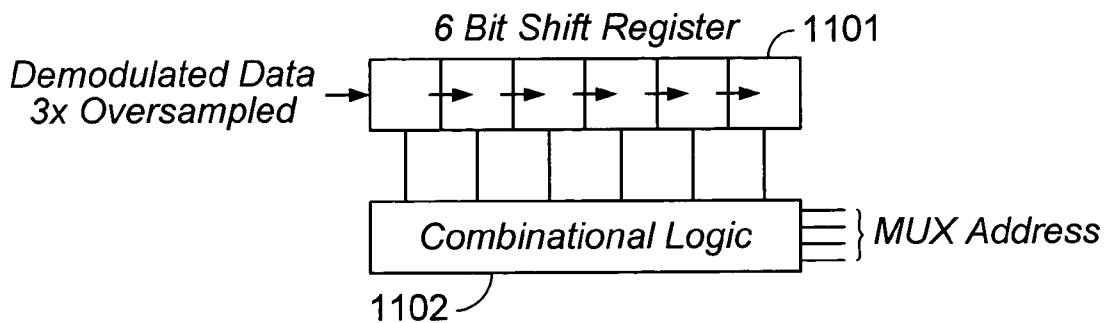 6 Bit Shift Register
1101
Demodulated Data
3x Oversampled
Combinational Logic
MUX Address
1102